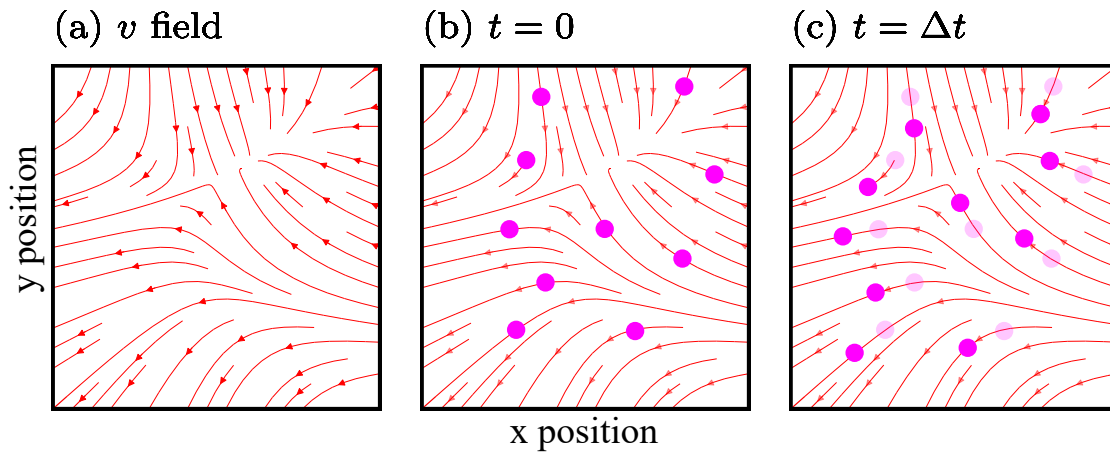 (a) v field
(b) t = 0
(c) t = Δt
y position
x position